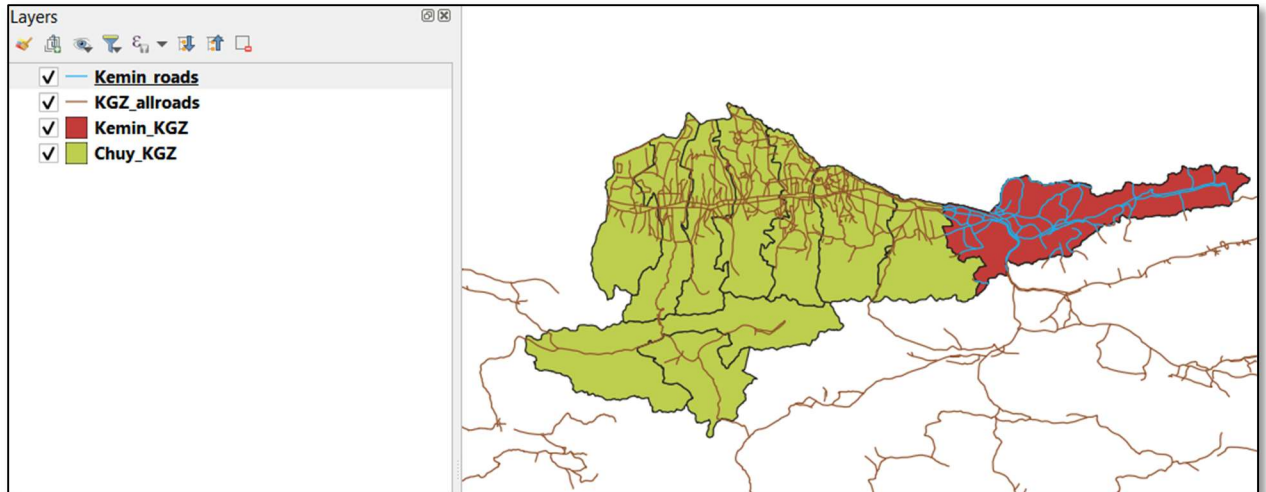 Layers
Kemin_roads
KGZ_allroads
Kemin_KGZ
Chuy_KGZ